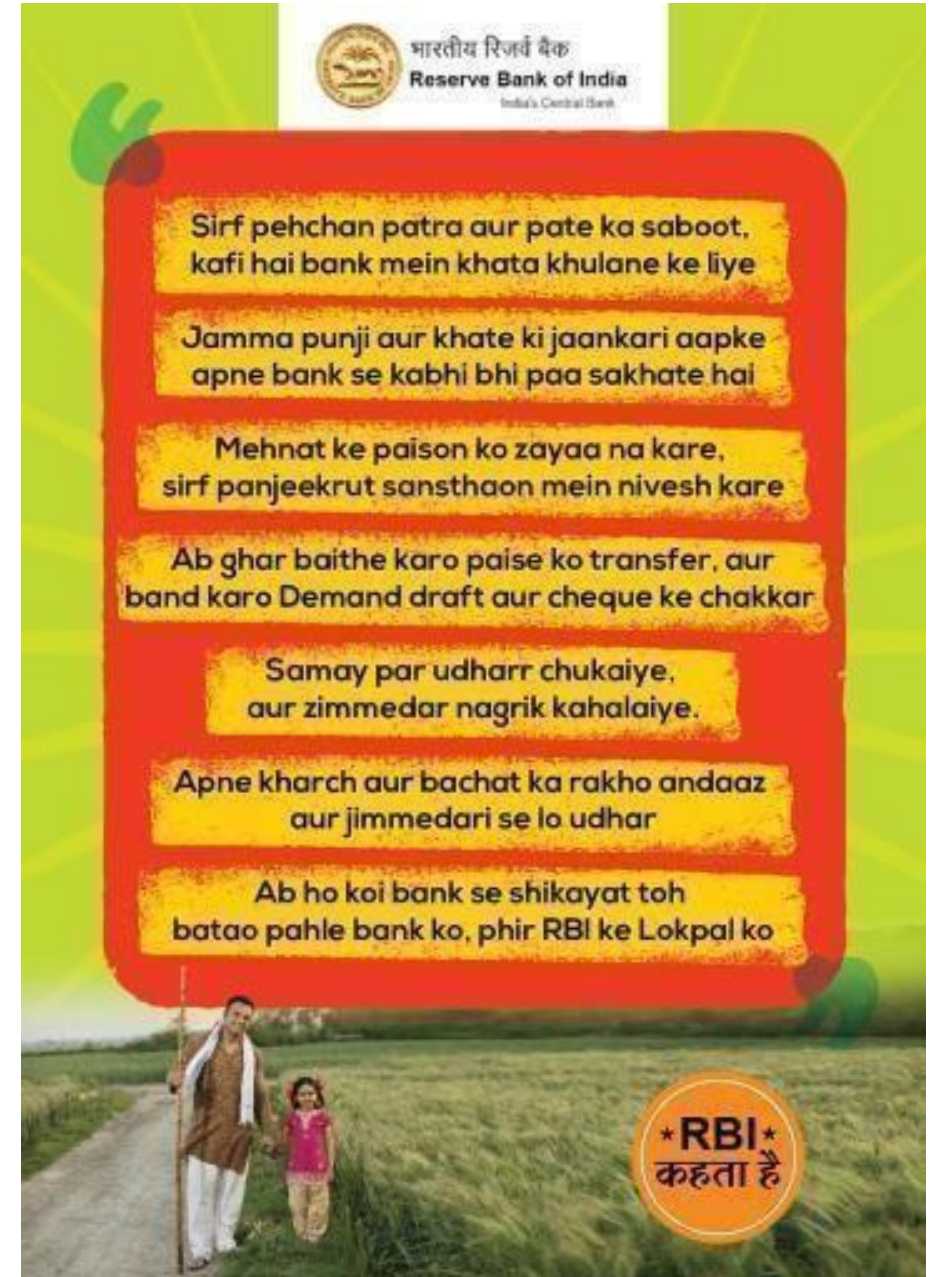 भारतीय रिज़र्व बैंक
Reserve Bank of India
India's Central Bank
Sirf pehchan patra aur pate ka saboot,
kafi hai bank mein khata khulane ke liye
Jamma punji aur khate ki jaankari aapke
apne bank se kabhi bhi paa sakhate hai
Mehnat ke paison ko zayaa na kare,
sirf panjeekrut sansthaon mein nivesh kare
Ab ghar baithe karo paise ko transfer, aur
band karo Demand draft aur cheque ke chakkar
Samay par udharr chukaiye,
aur zimmedar nagrik kahalaiye.
Apne kharch aur bachat ka rakho andaaz
aur jimmedari se lo udhar
Ab ho koi bank se shikayat toh
batao pahle bank ko, phir RBI ke Lokpal ko
RBI
कहता है